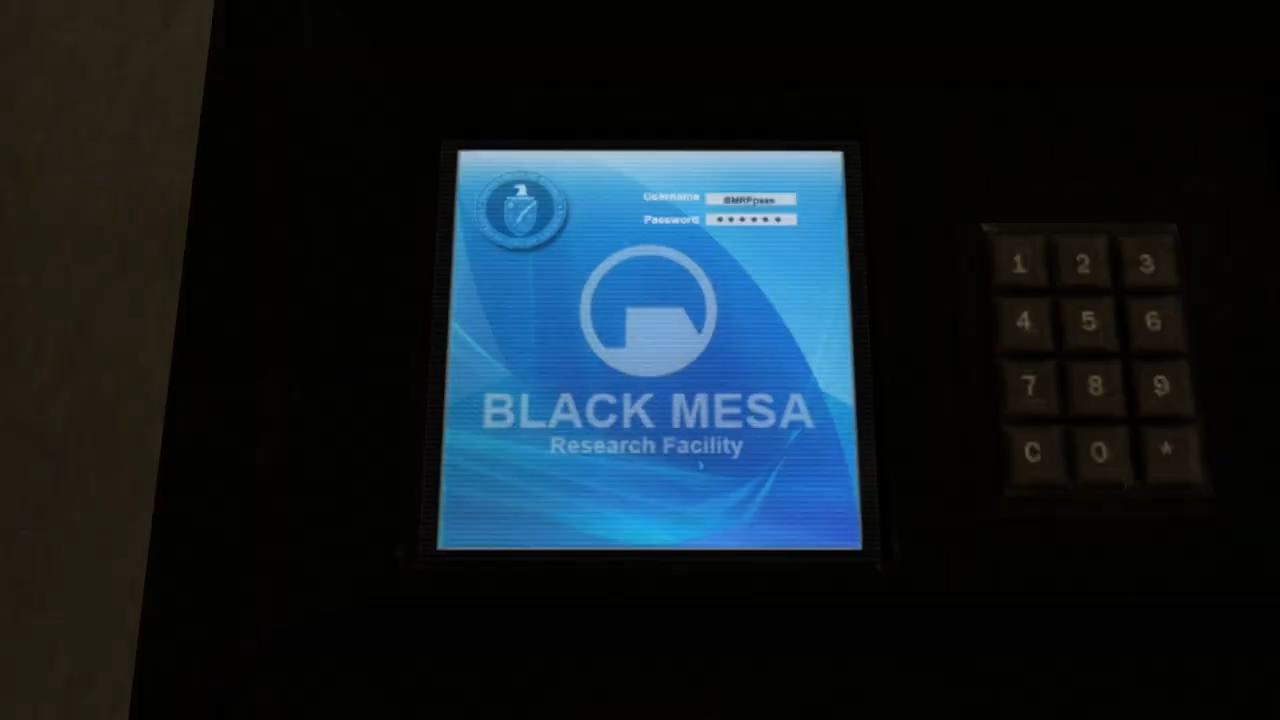 Username BMRFpass
Password ••••••
BLACK MESA
Research Facility
1 2 3
4 5 6
7 8 9
C 0 *